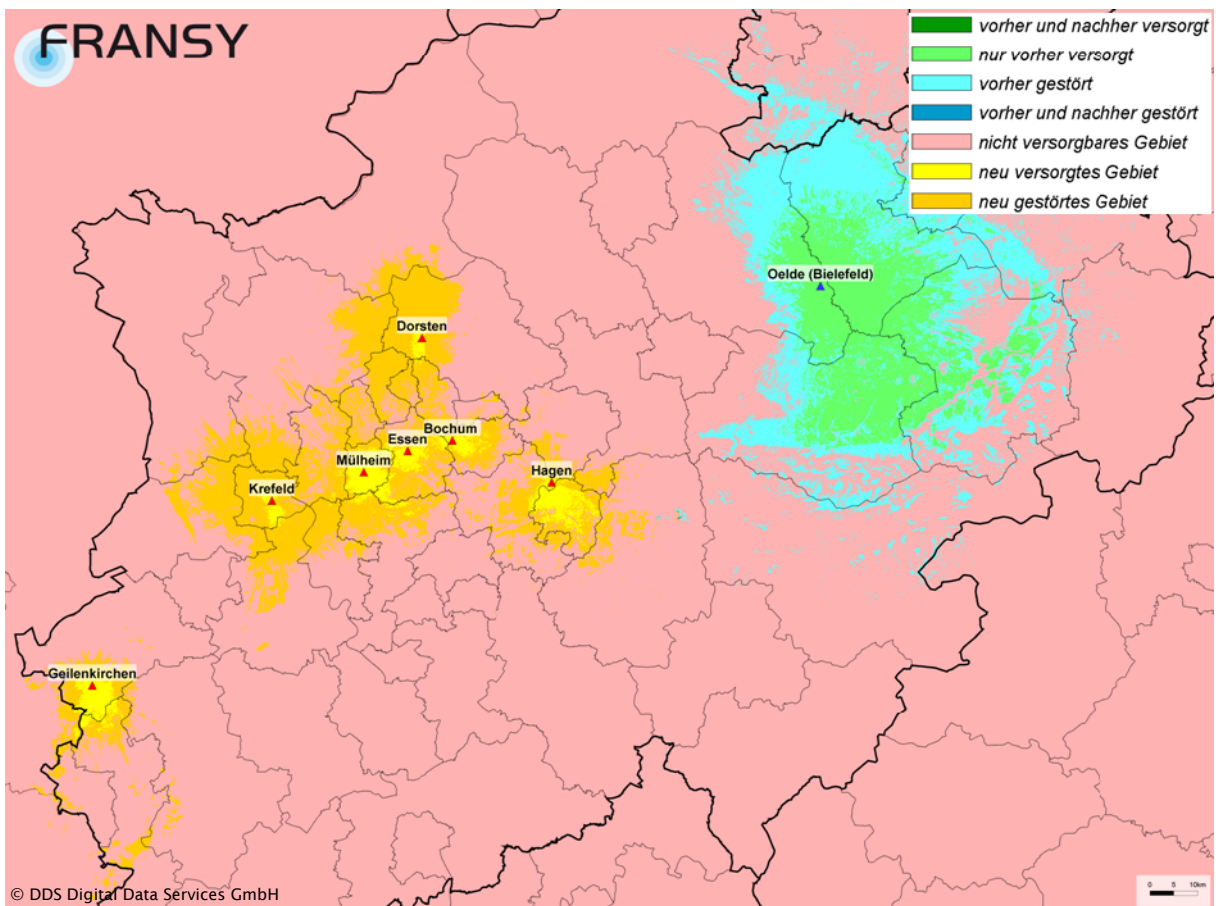 FRANSY
vorher und nachher versorgt
nur vorher versorgt
vorher gestört
vorher und nachher gestört
nicht versorgbares Gebiet
neu versorgtes Gebiet
neu gestörtes Gebiet
Oelde (Bielefeld)
Dorsten
Bochum
Essen
Mülheim
Hagen
Krefeld
Geilenkirchen
© DDS Digital Data Services GmbH
0 5 10km